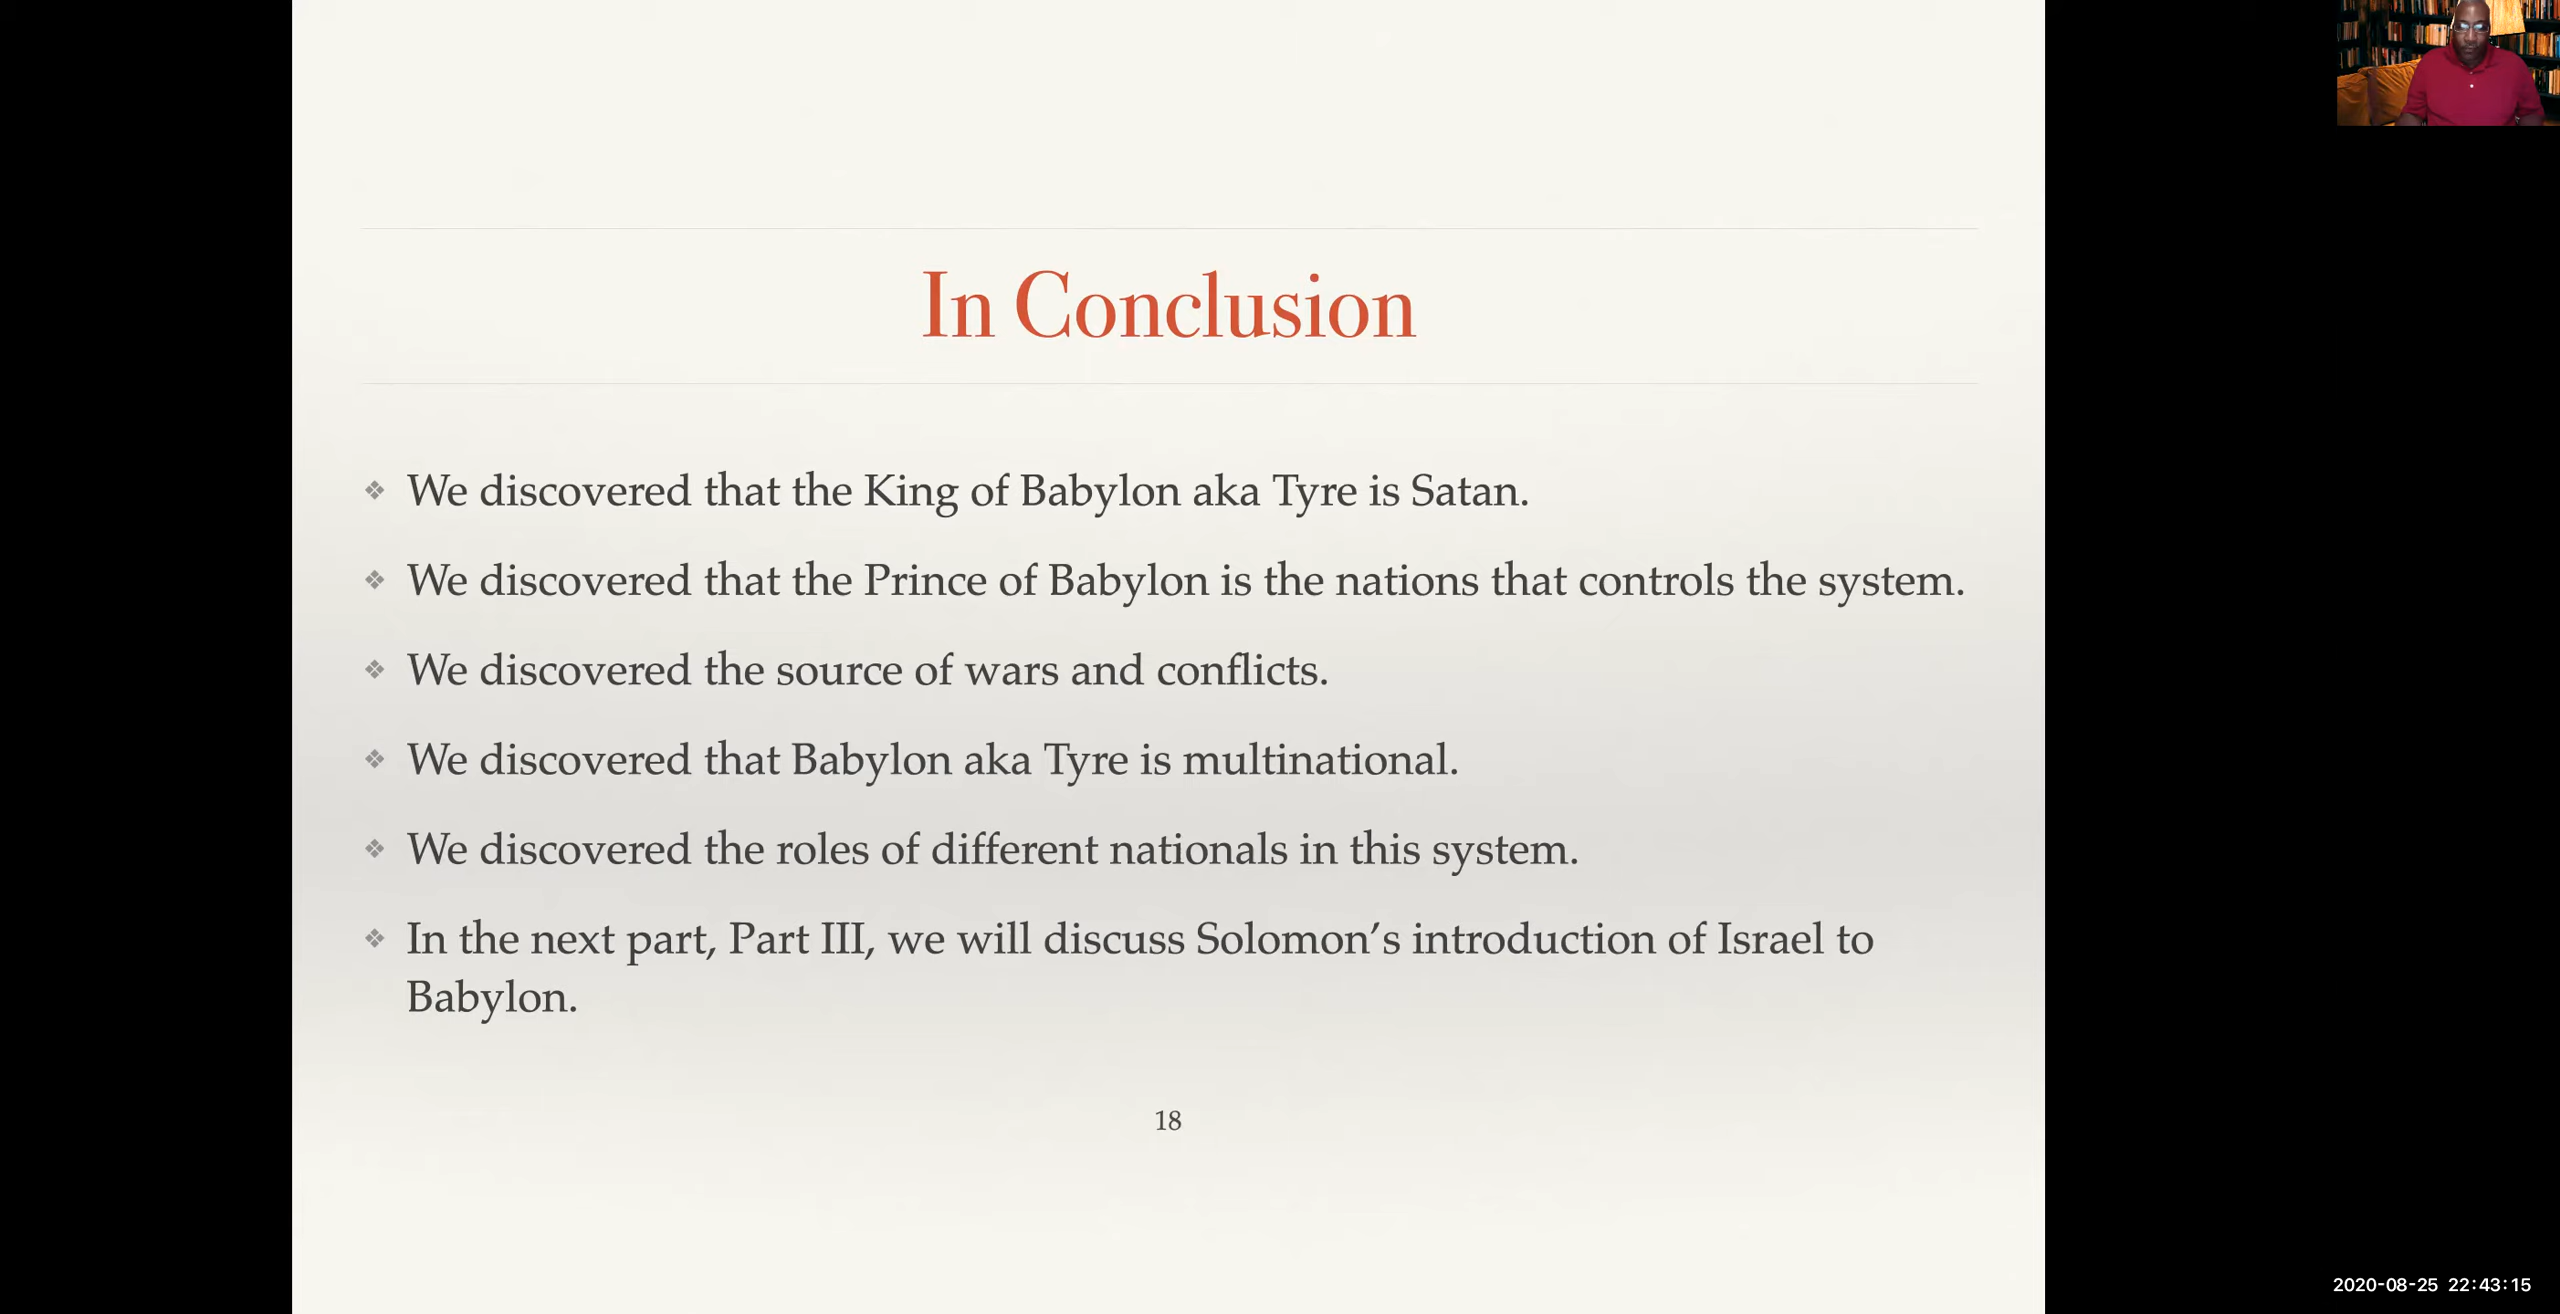 In Conclusion
❖ We discovered that the King of Babylon aka Tyre is Satan.
❖ We discovered that the Prince of Babylon is the nations that controls the system.
❖ We discovered the source of wars and conflicts.
❖ We discovered that Babylon aka Tyre is multinational.
❖ We discovered the roles of different nationals in this system.
❖ In the next part, Part III, we will discuss Solomon’s introduction of Israel to
Babylon.
18
2020-08-25 22:43:15